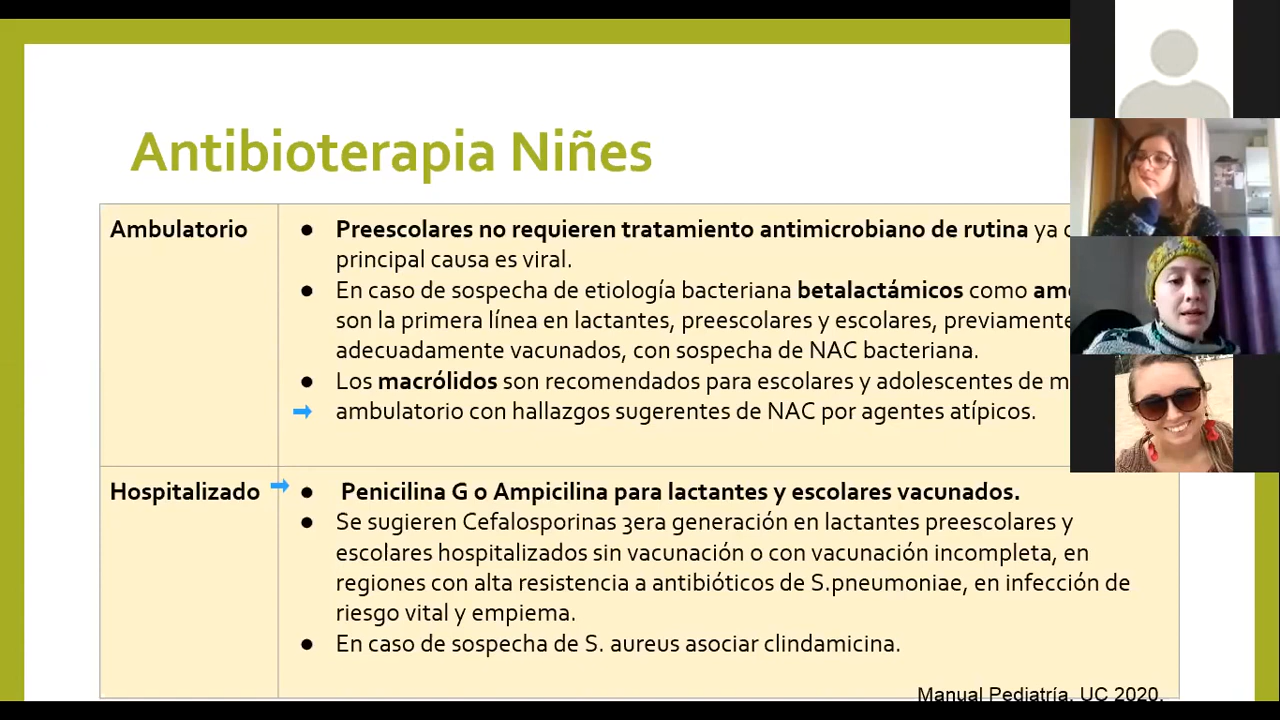 Antibioterapia Niñes
Ambulatorio
● Preescolares no requieren tratamiento antimicrobiano de rutina ya
principal causa es viral.
● En caso de sospecha de etiología bacteriana betalactámicos como
son la primera línea en lactantes, preescolares y escolares, previamente
adecuadamente vacunados, con sospecha de NAC bacteriana.
● Los macrólidos son recomendados para escolares y adolescentes de
ambulatorio con hallazgos sugerentes de NAC por agentes atípicos.
Hospitalizado
● Penicilina G o Ampicilina para lactantes y escolares vacunados.
● Se sugieren Cefalosporinas 3era generación en lactantes preescolares y
escolares hospitalizados sin vacunación o con vacunación incompleta, en
regiones con alta resistencia a antibióticos de S.pneumoniae, en infección de
riesgo vital y empiema.
● En caso de sospecha de S. aureus asociar clindamicina.
Manual Pediatría. UC 2020.